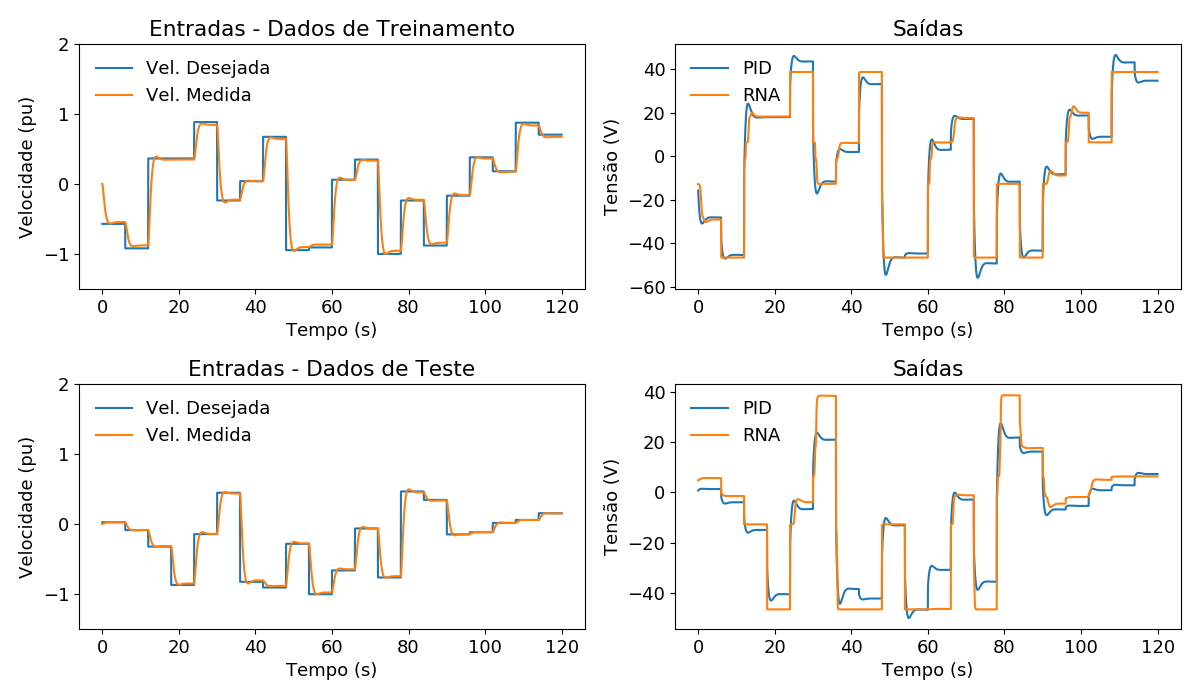 Entradas - Dados de Treinamento
2
1
0
−1
Velocidade (pu)
Vel. Desejada
Vel. Medida
0 20 40 60 80 100 120
Tempo (s)
Saídas
40
20
0
−20
−40
−60
Tensão (V)
PID
RNA
0 20 40 60 80 100 120
Tempo (s)
Entradas - Dados de Teste
2
1
0
−1
Velocidade (pu)
Vel. Desejada
Vel. Medida
0 20 40 60 80 100 120
Tempo (s)
Saídas
40
20
0
−20
−40
Tensão (V)
PID
RNA
0 20 40 60 80 100 120
Tempo (s)